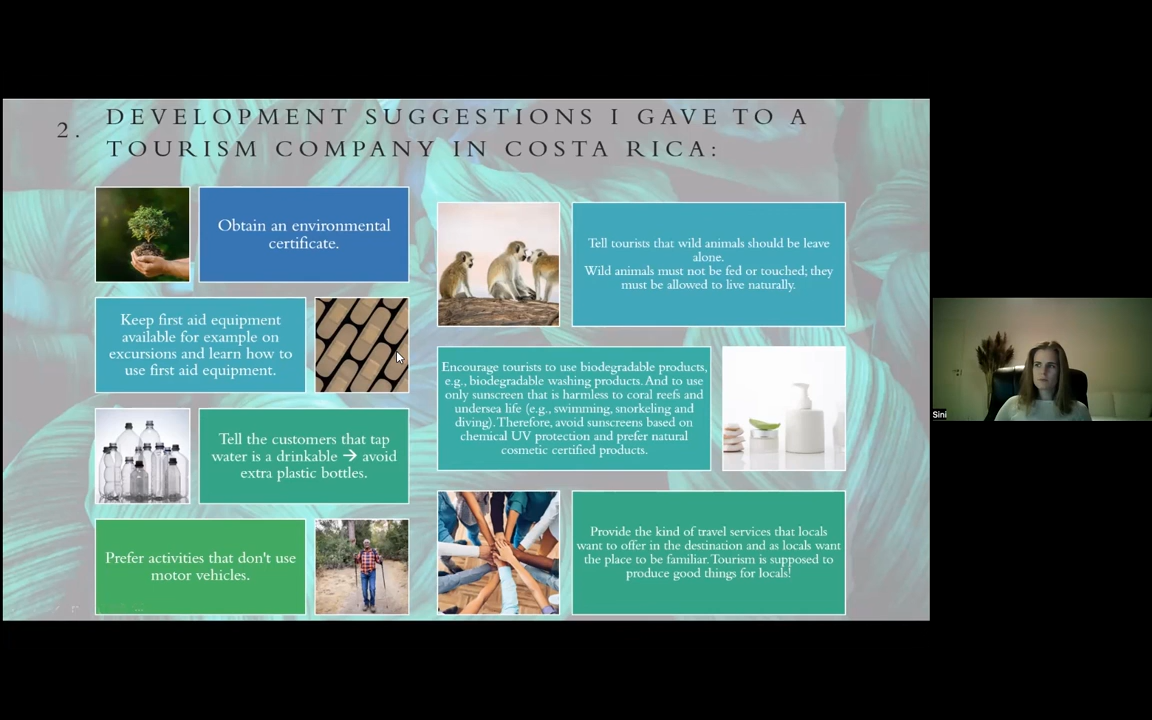 2.
DEVELOPMENT SUGGESTIONS I GAVE TO A
TOURISM COMPANY IN COSTA RICA:
Obtain an environmental
certificate.
Keep first aid equipment
available for example on
excursions and learn how to
use first aid equipment.
Tell the customers that tap
water is a drinkable → avoid
extra plastic bottles.
Prefer activities that don't use
motor vehicles.
Tell tourists that wild animals should be leave
alone.
Wild animals must not be fed or touched; they
must be allowed to live naturally.
Encourage tourists to use biodegradable products,
e.g., biodegradable washing products. And to use
only sunscreen that is harmless to coral reefs and
undersea life (e.g., swimming, snorkeling and
diving). Therefore, avoid sunscreens based on
chemical UV protection and prefer natural
cosmetic certified products.
Provide the kind of travel services that locals
want to offer in the destination and as locals want
the place to be familiar. Tourism is supposed to
produce good things for locals!
Sini